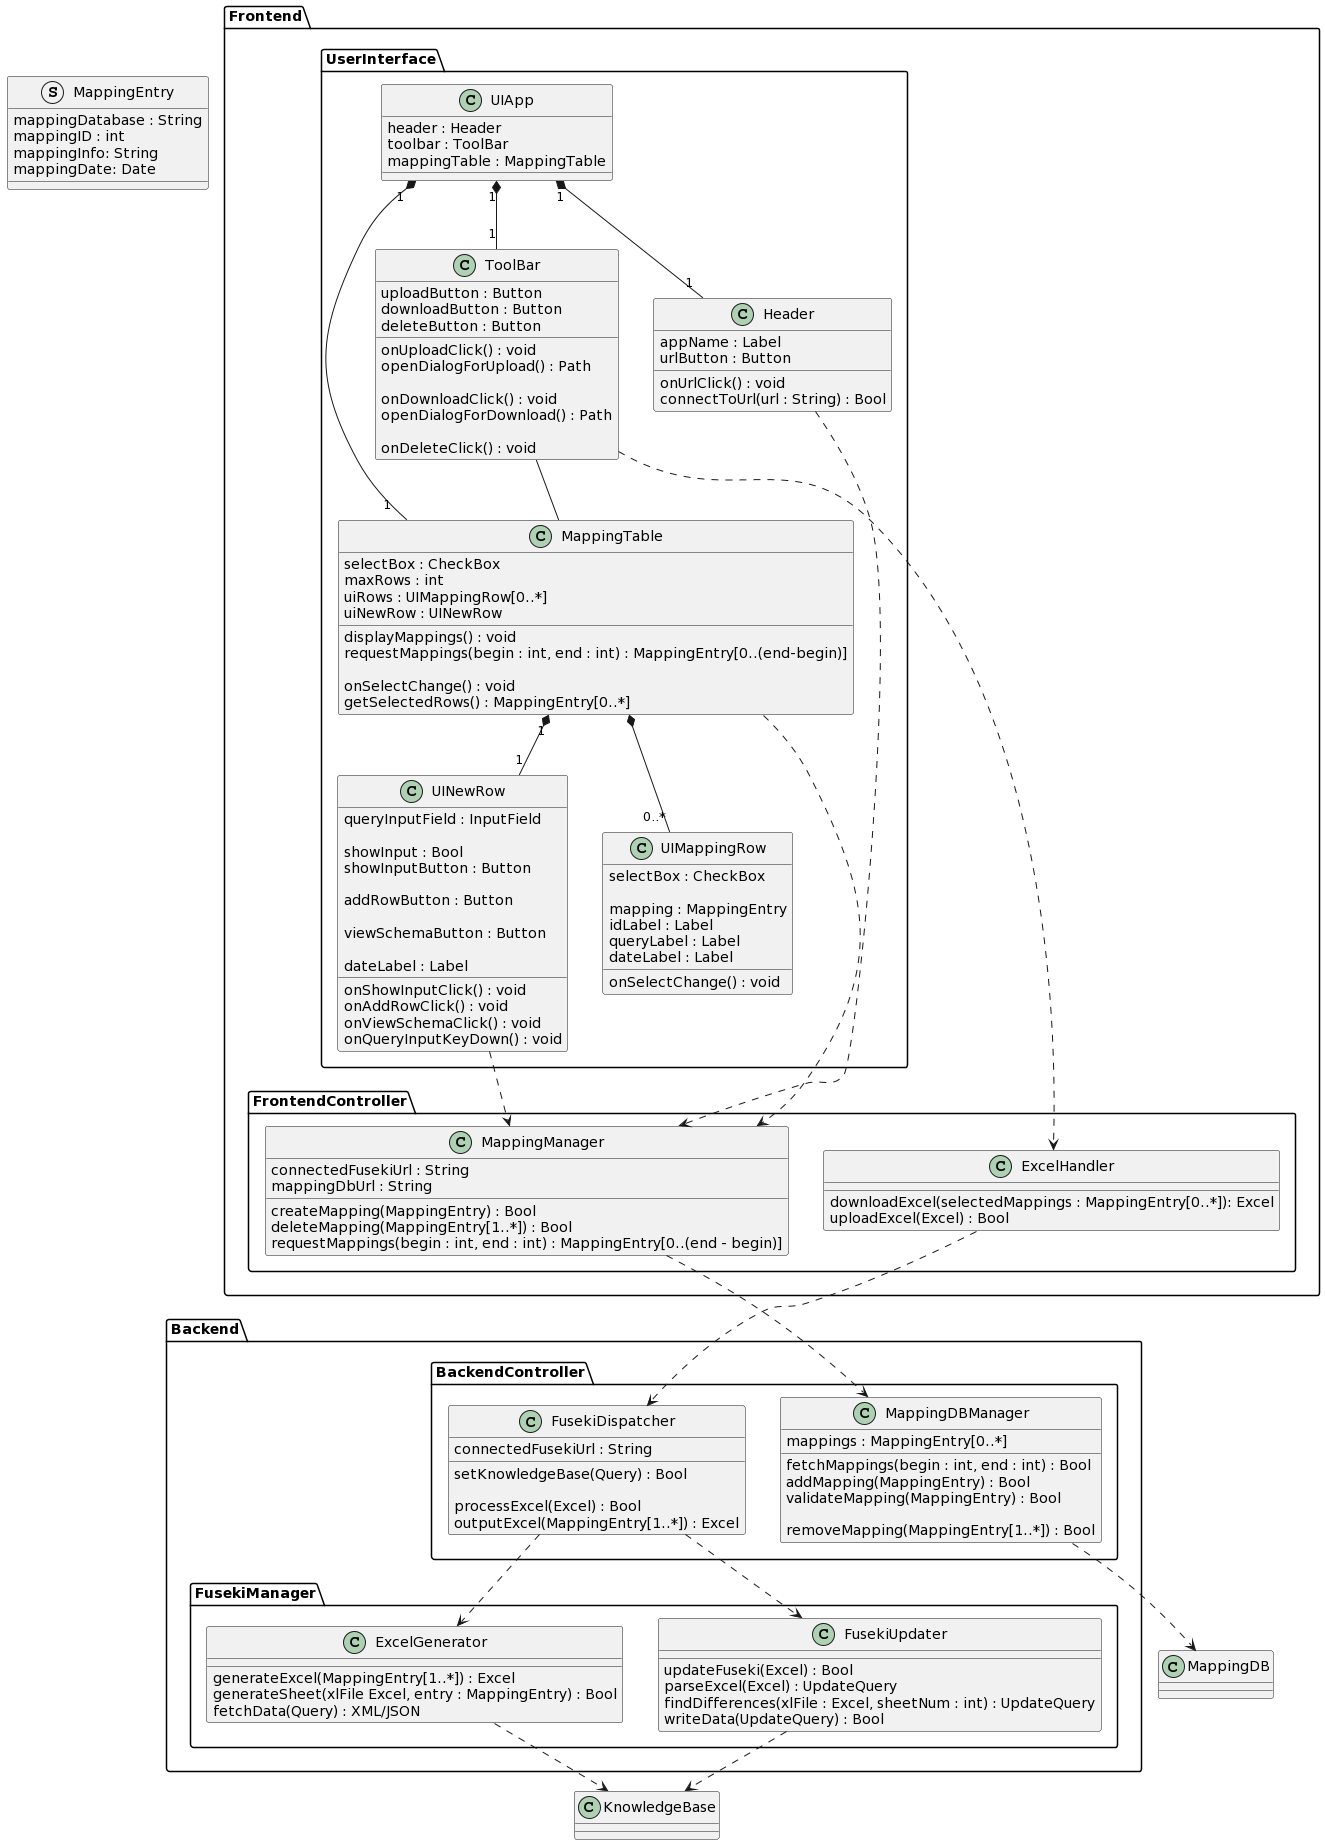 Frontend
UserInterface
S MappingEntry
mappingDatabase : String
mappingID : int
mappingInfo: String
mappingDate: Date
C UIApp
header : Header
toolbar : ToolBar
mappingTable : MappingTable
1
1
1
1
1
C ToolBar
uploadButton : Button
downloadButton : Button
deleteButton : Button
onUploadClick() : void
openDialogForUpload() : Path
onDownloadClick() : void
openDialogForDownload() : Path
onDeleteClick() : void
C Header
appName : Label
urlButton : Button
onUrlClick() : void
connectToUrl(url : String) : Bool
1
C MappingTable
selectBox : CheckBox
maxRows : int
uiRows : UIMappingRow[0..*]
uiNewRow : UINewRow
displayMappings() : void
requestMappings(begin : int, end : int) : MappingEntry[0..(end-begin)]
onSelectChange() : void
getSelectedRows() : MappingEntry[0..*]
1
1
0..*
C UINewRow
queryInputField : InputField
showInput : Bool
showInputButton : Button
addRowButton : Button
viewSchemaButton : Button
dateLabel : Label
onShowInputClick() : void
onAddRowClick() : void
onViewSchemaClick() : void
onQueryInputKeyDown() : void
C UIMappingRow
selectBox : CheckBox
mapping : MappingEntry
idLabel : Label
queryLabel : Label
dateLabel : Label
onSelectChange() : void
FrontendController
C MappingManager
connectedFusekiUrl : String
mappingDbUrl : String
createMapping(MappingEntry) : Bool
deleteMapping(MappingEntry[1..*]) : Bool
requestMappings(begin : int, end : int) : MappingEntry[0..(end - begin)]
C ExcelHandler
downloadExcel(selectedMappings : MappingEntry[0..*]): Excel
uploadExcel(Excel) : Bool
Backend
BackendController
C FusekiDispatcher
connectedFusekiUrl : String
setKnowledgeBase(Query) : Bool
processExcel(Excel) : Bool
outputExcel(MappingEntry[1..*]) : Excel
C MappingDBManager
mappings : MappingEntry[0..*]
fetchMappings(begin : int, end : int) : Bool
addMapping(MappingEntry) : Bool
validateMapping(MappingEntry) : Bool
removeMapping(MappingEntry[1..*]) : Bool
FusekiManager
C ExcelGenerator
generateExcel(MappingEntry[1..*]) : Excel
generateSheet(xlFile Excel, entry : MappingEntry) : Bool
fetchData(Query) : XML/JSON
C FusekiUpdater
updateFuseki(Excel) : Bool
parseExcel(Excel) : UpdateQuery
findDifferences(xlFile : Excel, sheetNum : int) : UpdateQuery
writeData(UpdateQuery) : Bool
C MappingDB
C KnowledgeBase